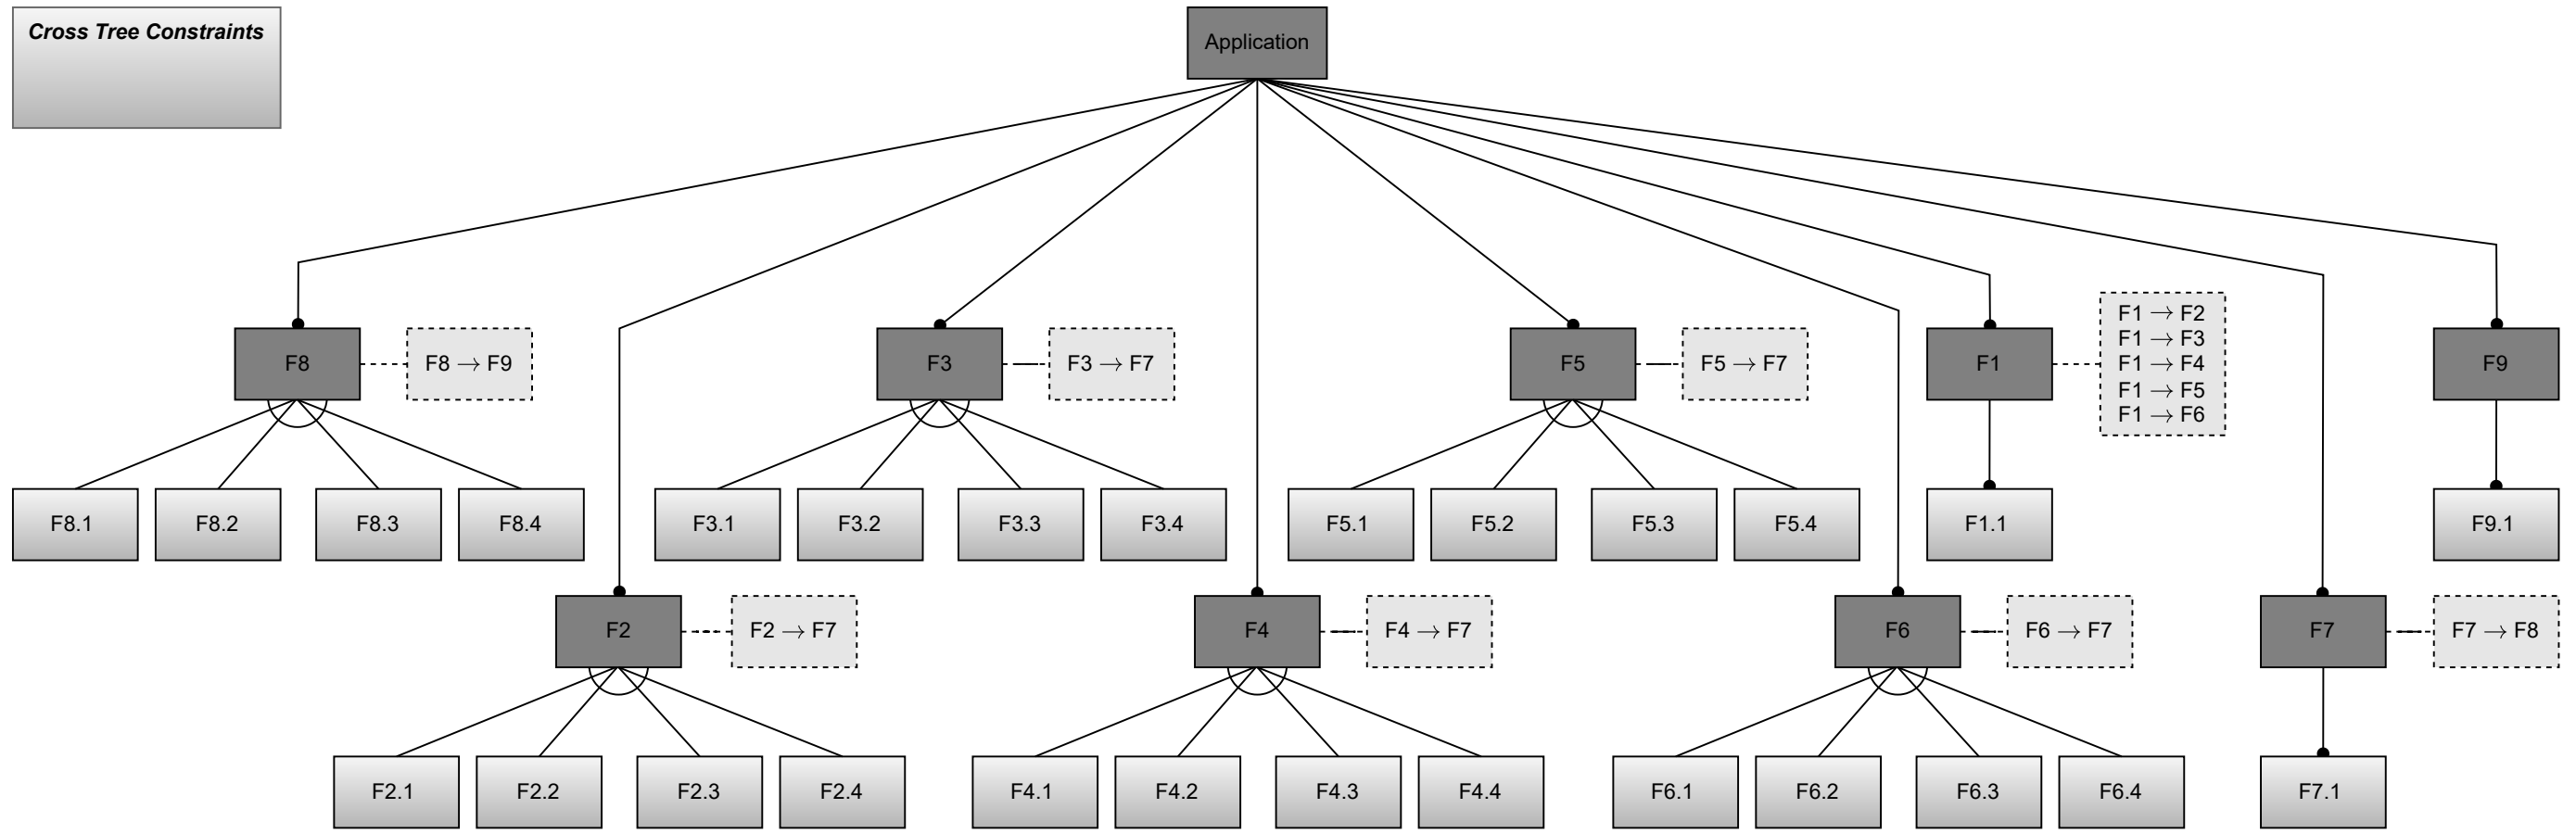 Cross Tree Constraints
Application
F8
F8 → F9
F3
F3 → F7
F5
F5 → F7
F1
F1 → F2
F1 → F3
F1 → F4
F1 → F5
F1 → F6
F9
F8.1
F8.2
F8.3
F8.4
F3.1
F3.2
F3.3
F3.4
F5.1
F5.2
F5.3
F5.4
F1.1
F9.1
F2
F2 → F7
F4
F4 → F7
F6
F6 → F7
F7
F7 → F8
F2.1
F2.2
F2.3
F2.4
F4.1
F4.2
F4.3
F4.4
F6.1
F6.2
F6.3
F6.4
F7.1